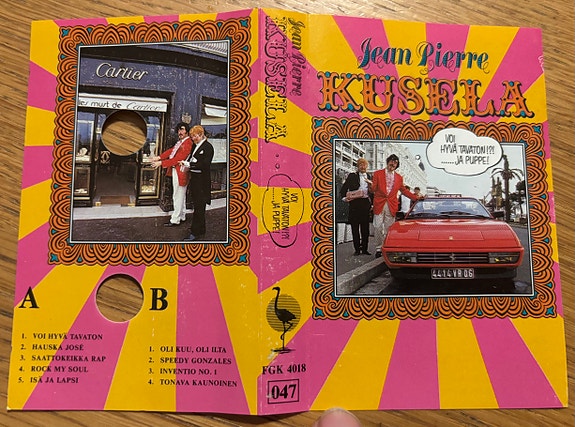 Cartier
les must de Cartier
A
1. VOI HYVÄ TAVATON
2. HAUSKA JOSÉ
3. SAATTOKEIKKA RAP
4. ROCK MY SOUL
5. ISÄ JA LAPSI
B
1. OLI KUU, OLI ILTA
2. SPEEDY GONZALES
3. INVENTIO NO. 1
4. TONAVA KAUNOINEN
Jean Pierre
KUSELA
VOI
HYVÄ TAVATON!?!
......JA PUPPE!
FGK 4018
047
Jean Pierre
KUSELA
VOI
HYVÄ TAVATON!?!
......JA PUPPE!
4414 VR 06